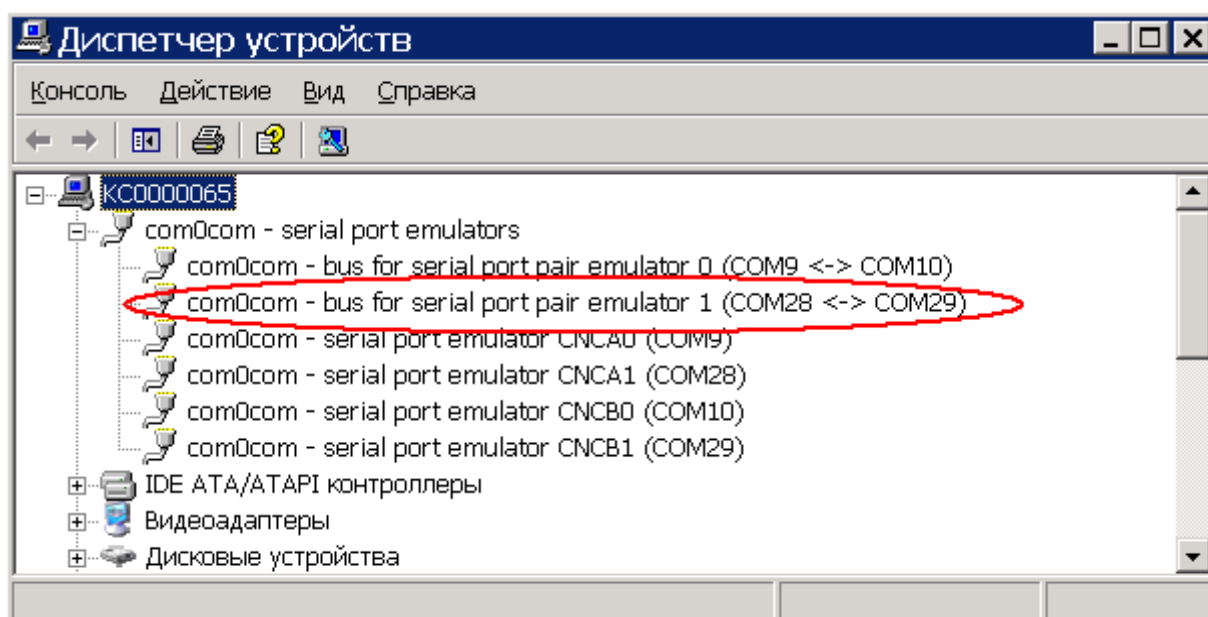 Диспетчер устройств
Консоль Действие Вид Справка
KC0000065
com0com - serial port emulators
com0com - bus for serial port pair emulator 0 (COM9 <-> COM10)
com0com - bus for serial port pair emulator 1 (COM28 <-> COM29)
com0com - serial port emulator CNCA0 (COM9)
com0com - serial port emulator CNCA1 (COM28)
com0com - serial port emulator CNCB0 (COM10)
com0com - serial port emulator CNCB1 (COM29)
IDE ATA/ATAPI контроллеры
Видеоадаптеры
Дисковые устройства